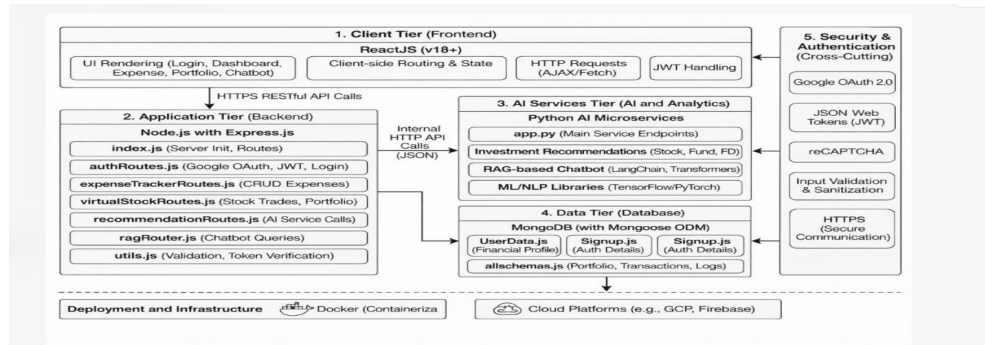 1. Client Tier (Frontend)
ReactJS (v18+)
UI Rendering (Login, Dashboard,
Expense, Portfolio, Chatbot)
Client-side Routing & State
HTTP Requests
(AJAX/Fetch)
JWT Handling
HTTPS RESTful API Calls
2. Application Tier (Backend)
Node.js with Express.js
index.js (Server Init, Routes)
authRoutes.js (Google OAuth, JWT, Login)
expenseTrackerRoutes.js (CRUD Expenses)
virtualStockRoutes.js (Stock Trades, Portfolio)
recommendationRoutes.js (AI Service Calls)
ragRouter.js (Chatbot Queries)
utils.js (Validation, Token Verification)
Internal
HTTP API
Calls
(JSON)
3. AI Services Tier (AI and Analytics)
Python AI Microservices
app.py (Main Service Endpoints)
Investment Recommendations (Stock, Fund, FD)
RAG-based Chatbot (LangChain, Transformers)
ML/NLP Libraries (TensorFlow/PyTorch)
4. Data Tier (Database)
MongoDB (with Mongoose ODM)
UserData.js
(Financial Profile)
Signup.js
(Auth Details)
Signup.js
(Auth Details)
allschemas.js (Portfolio, Transactions, Logs)
5. Security &
Authentication
(Cross-Cutting)
Google OAuth 2.0
JSON Web
Tokens (JWT)
reCAPTCHA
Input Validation
& Sanitization
HTTPS
(Secure
Communication)
Deployment and Infrastructure
Docker (Containeriza
Cloud Platforms (e.g., GCP, Firebase)